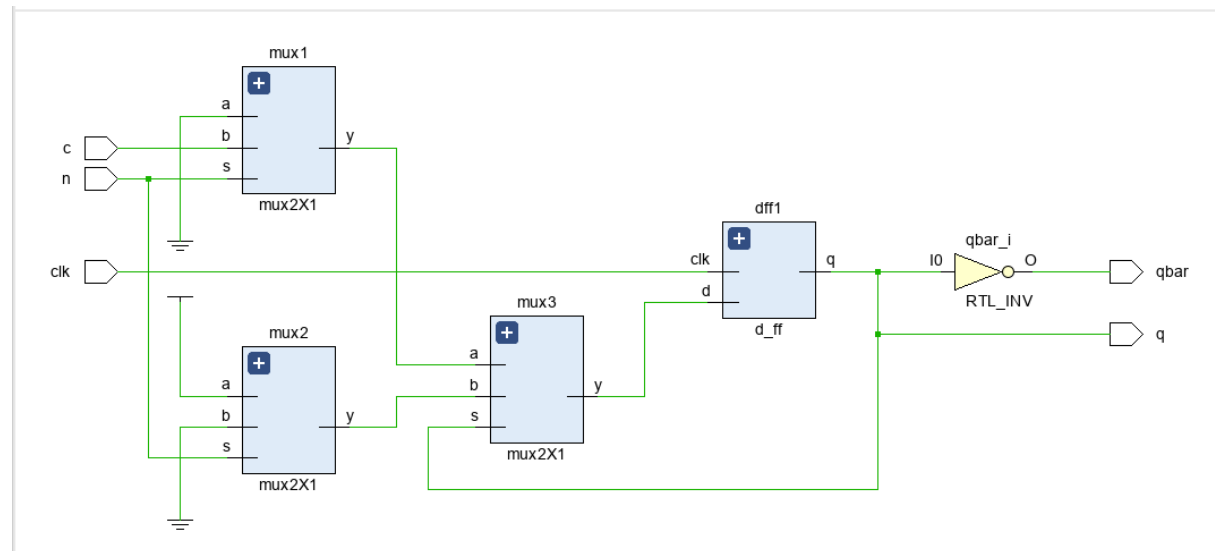 mux1
a
b
s
y
mux2X1
c
n
clk
mux2
a
b
s
y
mux2X1
mux3
a
b
s
y
mux2X1
dff1
clk
d
q
d_ff
qbar_i
I0
O
RTL_INV
qbar
q